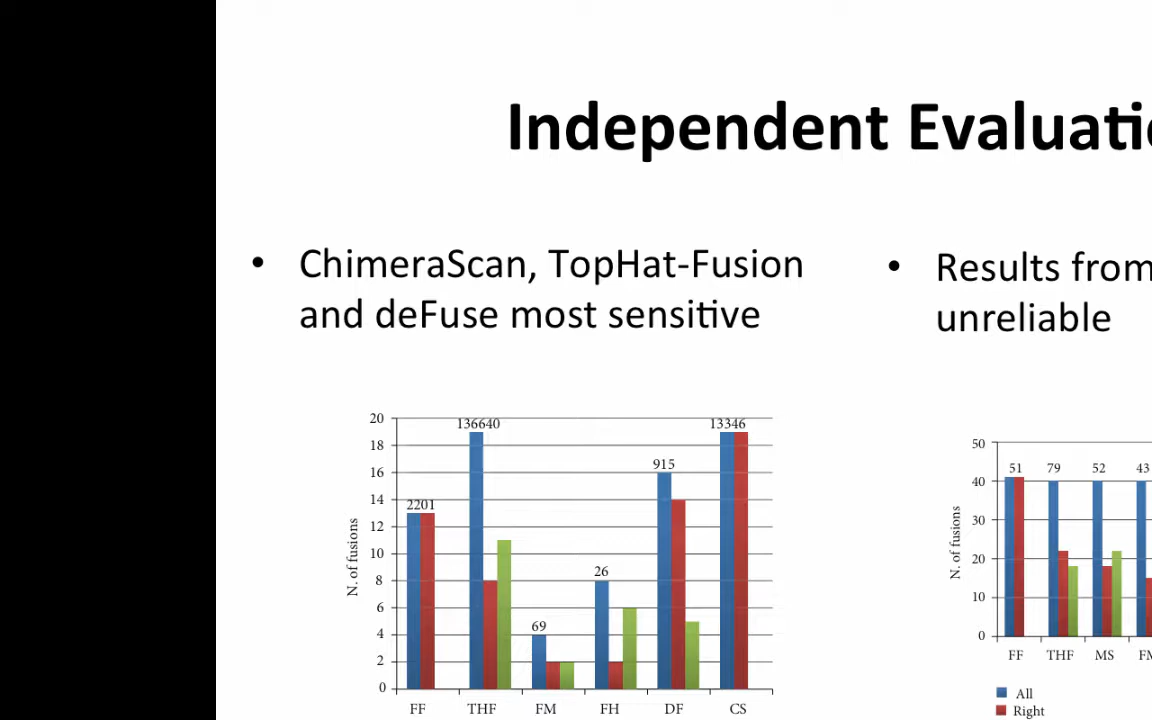 Independent Evaluati
• ChimeraScan, TopHat-Fusion
and deFuse most sensitive
• Results from
unreliable
20
18
16
14
12
10
8
6
4
2
0
N. of fusions
2201
136640
69
26
915
13346
FF THF FM FH DF CS
50
40
30
20
10
0
N. of fusions
51 79 52 43
FF THF MS FM
All
Right